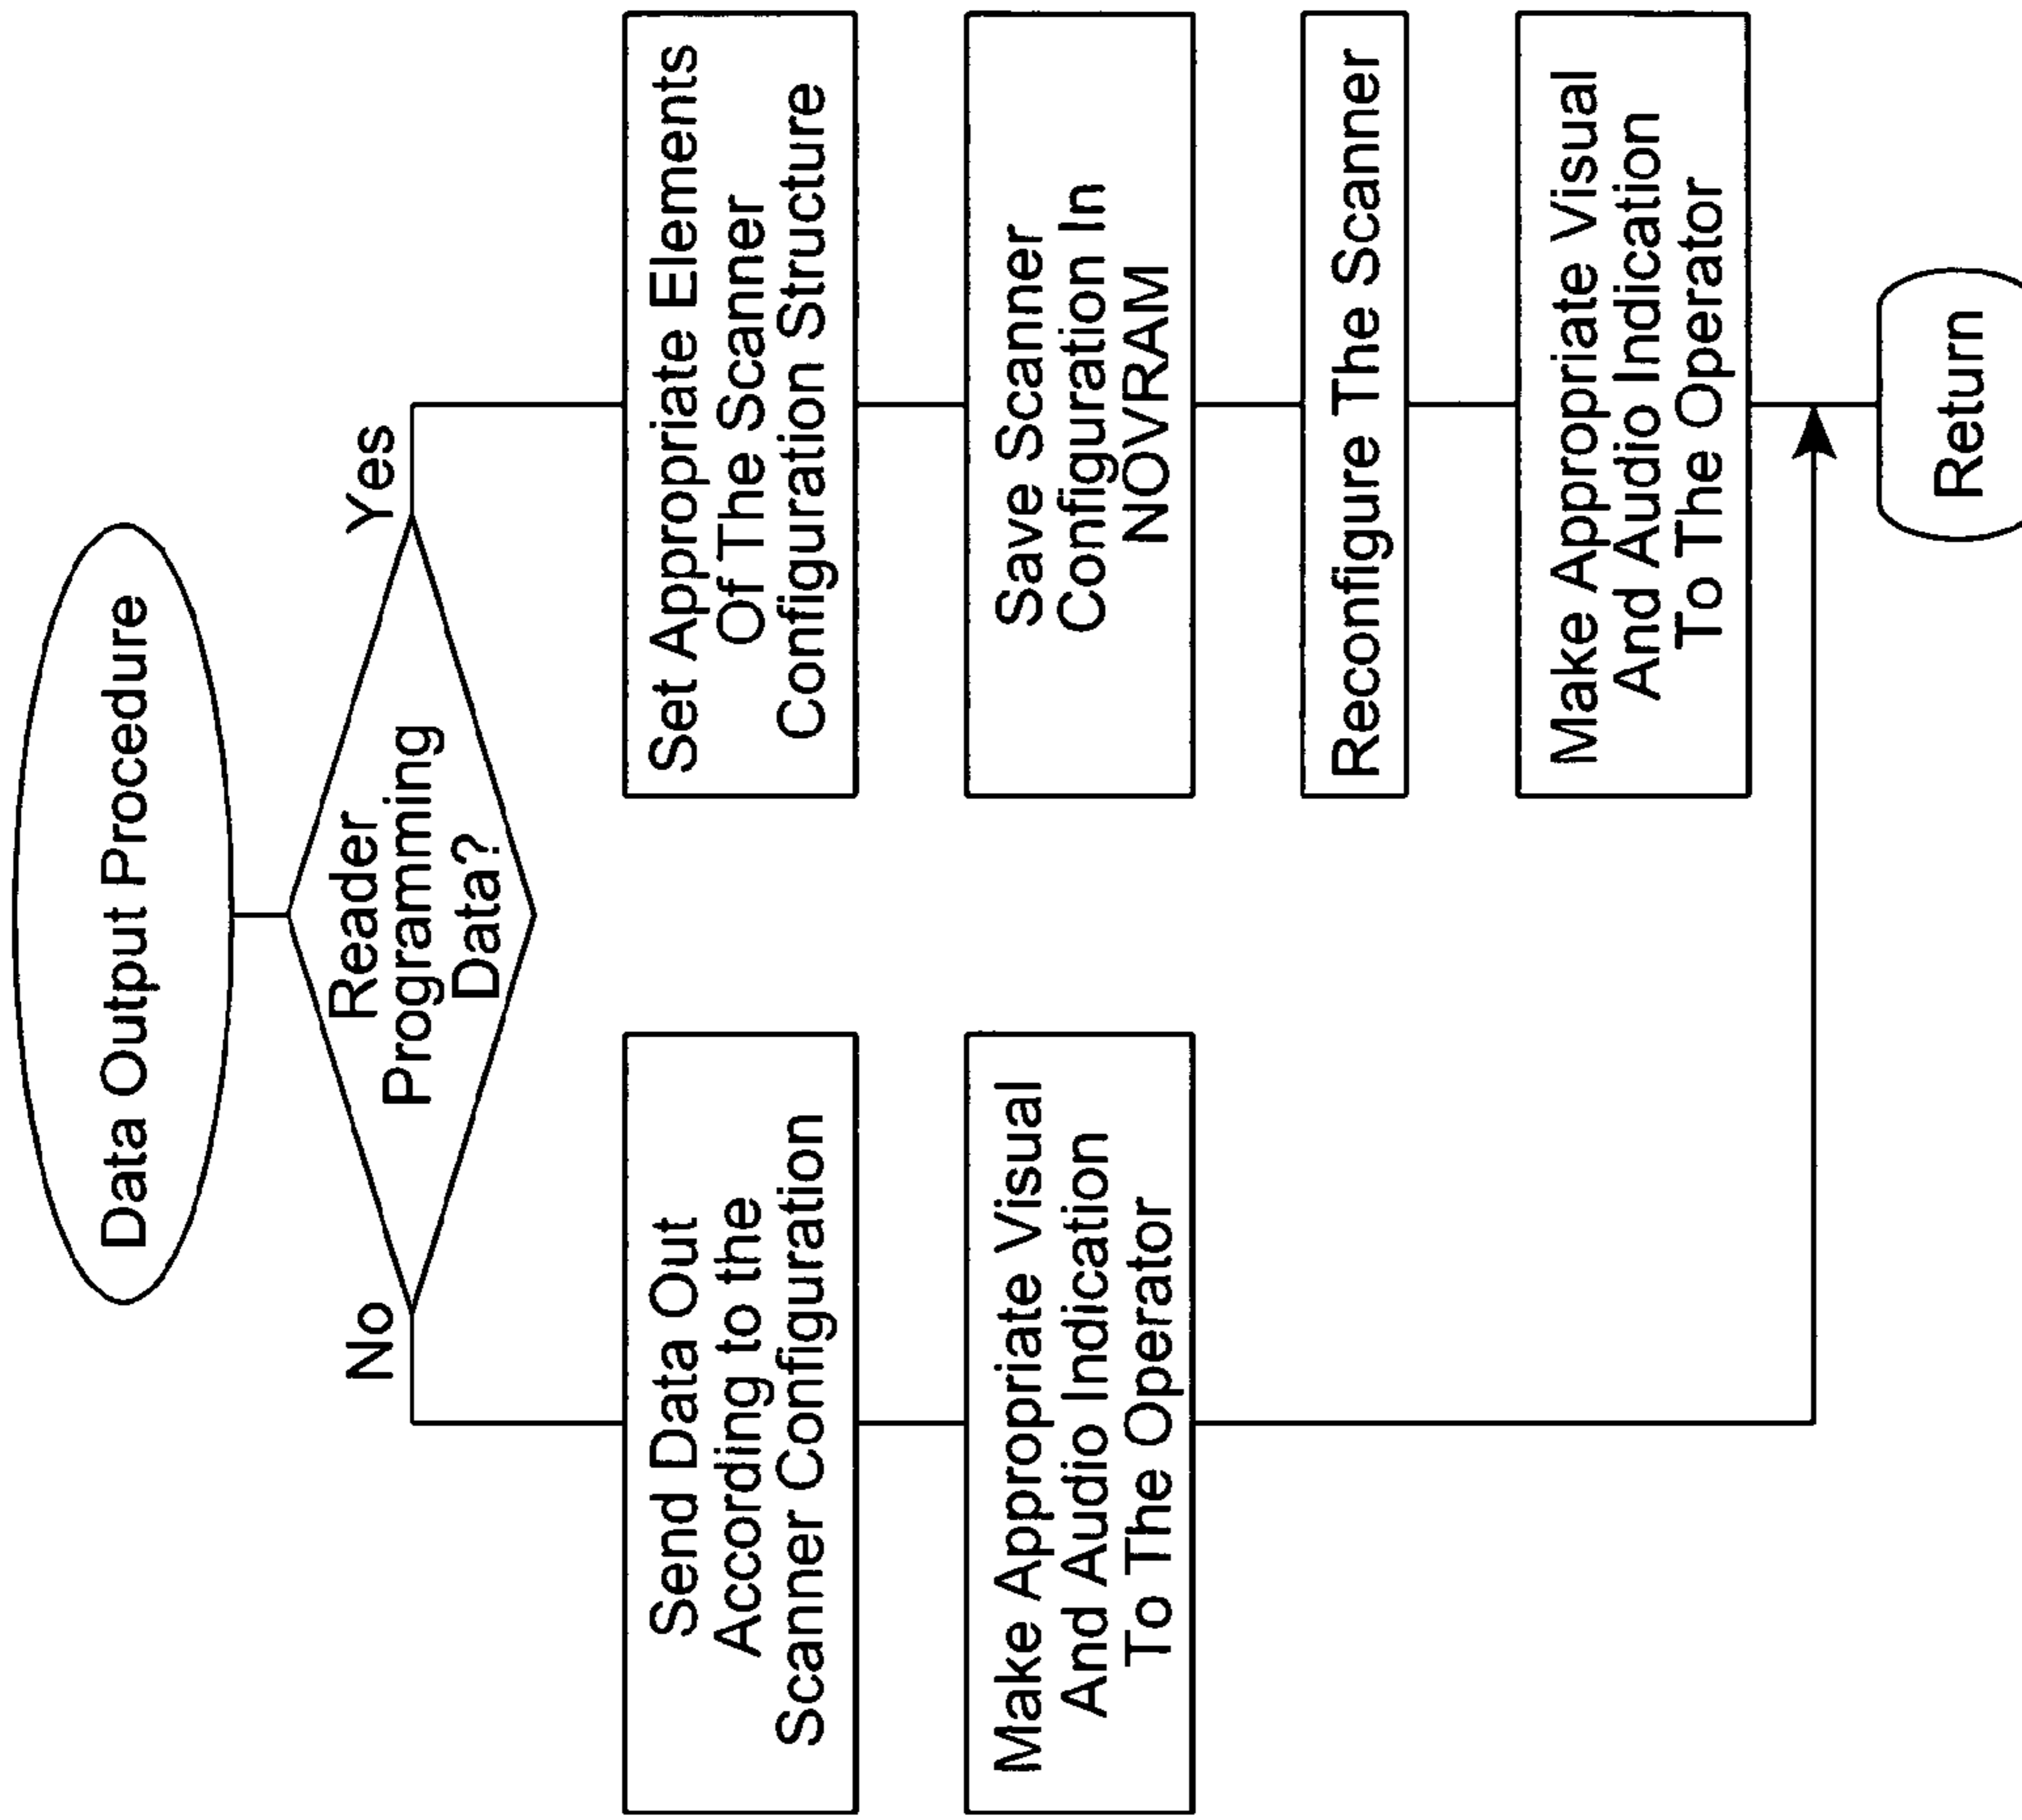 Data Output Procedure
Reader
Programming
Data?
No
Yes
Send Data Out
According to the
Scanner Configuration
Make Appropriate Visual
And Audio Indication
To The Operator
Set Appropriate Elements
Of The Scanner
Configuration Structure
Save Scanner
Configuration In
NOVRAM
Reconfigure The Scanner
Make Appropriate Visual
And Audio Indication
To The Operator
Return